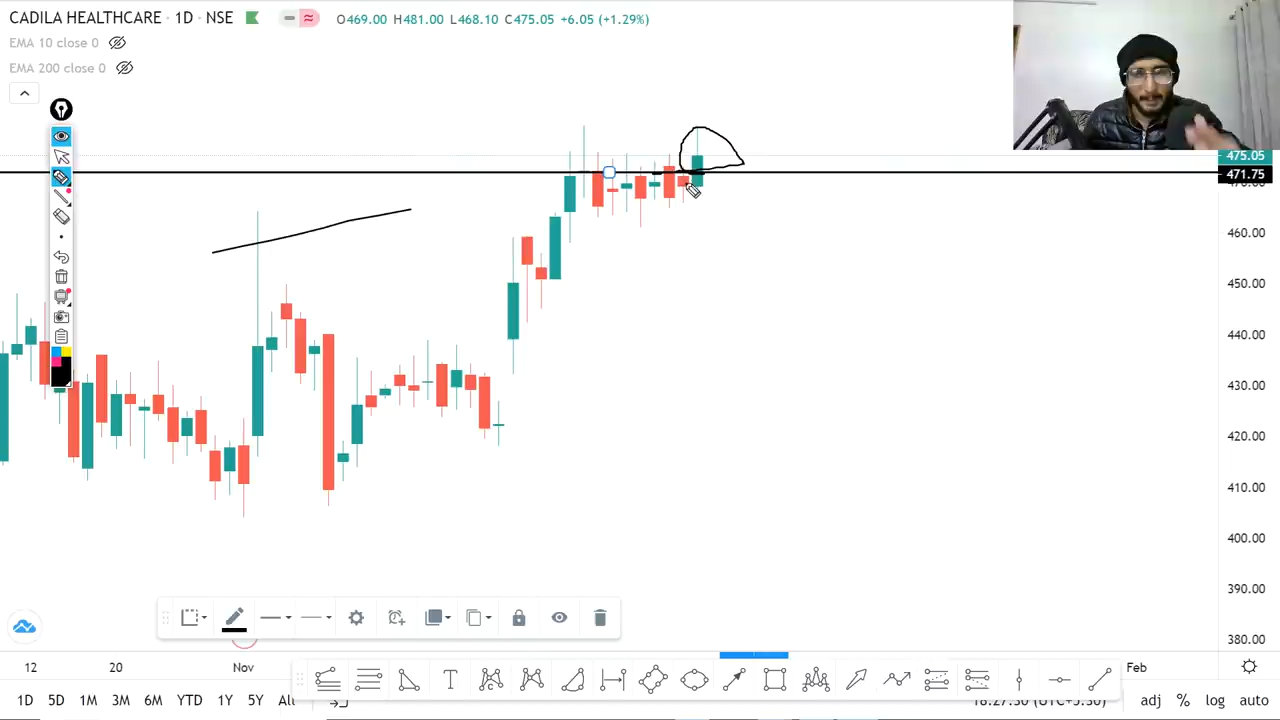 CADILA HEALTHCARE · 1D · NSE O469.00 H481.00 L468.10 C475.05 +6.05 (+1.29%)
EMA 10 close 0
EMA 200 close 0
475.05
471.75
460.00
450.00
440.00
430.00
420.00
410.00
400.00
390.00
380.00
12 20 Nov Feb
1D 5D 1M 3M 6M YTD 1Y 5Y All adj % log auto